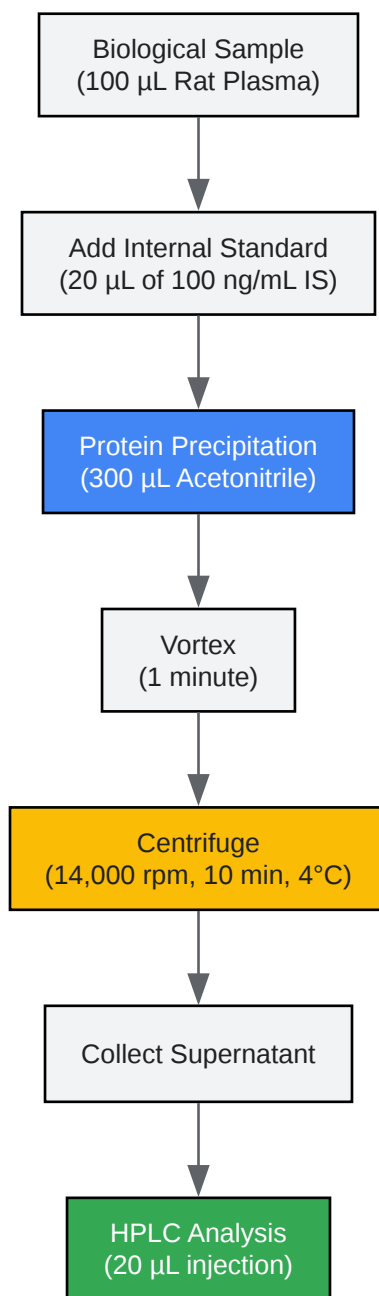 Biological Sample
(100 µL Rat Plasma)
Add Internal Standard
(20 µL of 100 ng/mL IS)
Protein Precipitation
(300 µL Acetonitrile)
Vortex
(1 minute)
Centrifuge
(14,000 rpm, 10 min, 4°C)
Collect Supernatant
HPLC Analysis
(20 µL injection)